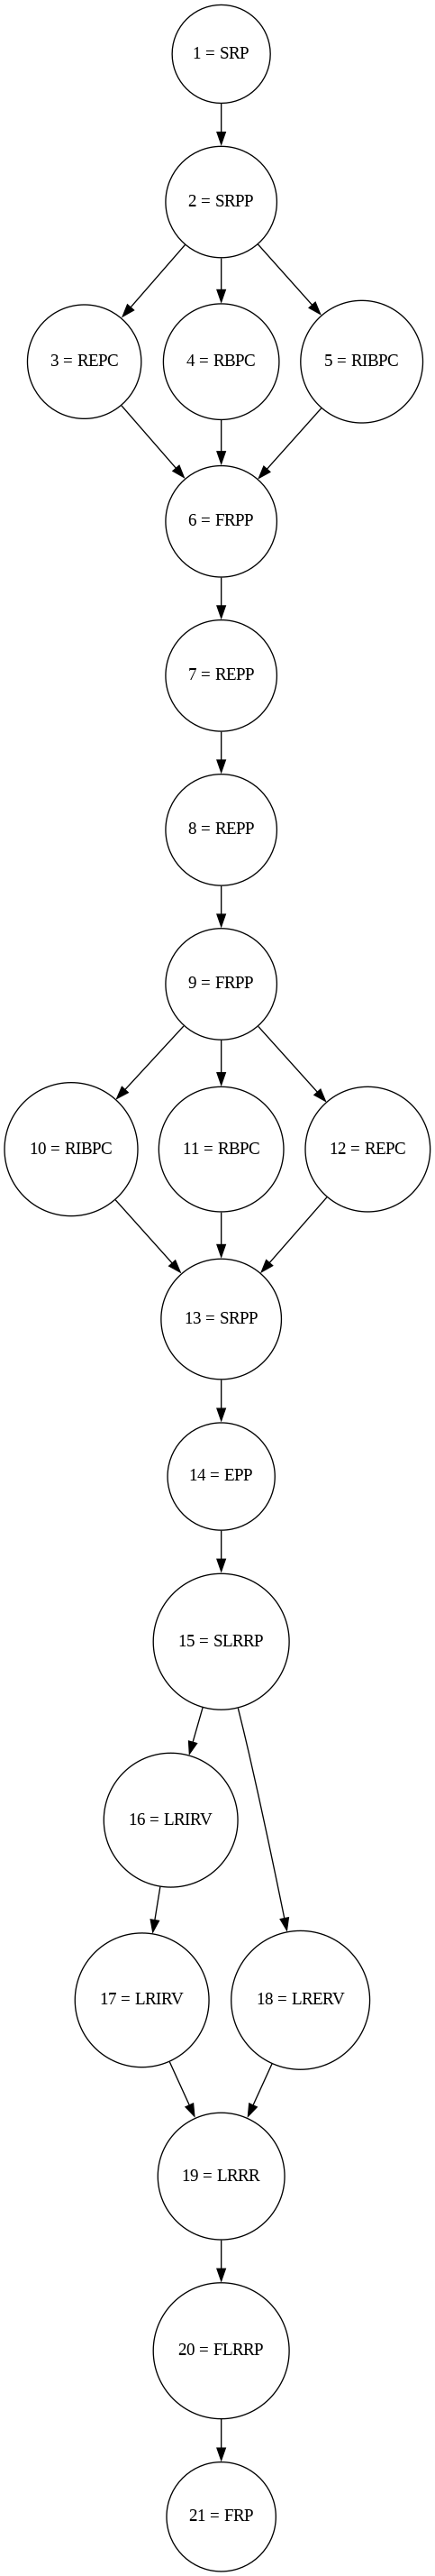 1 = SRP
2 = SRPP
3 = REPC
4 = RBPC
5 = RIBPC
6 = FRPP
7 = REPP
8 = REPP
9 = FRPP
10 = RIBPC
11 = RBPC
12 = REPC
13 = SRPP
14 = EPP
15 = SLRRP
16 = LRIRV
17 = LRIRV
18 = LRERV
19 = LRRR
20 = FLRRP
21 = FRP